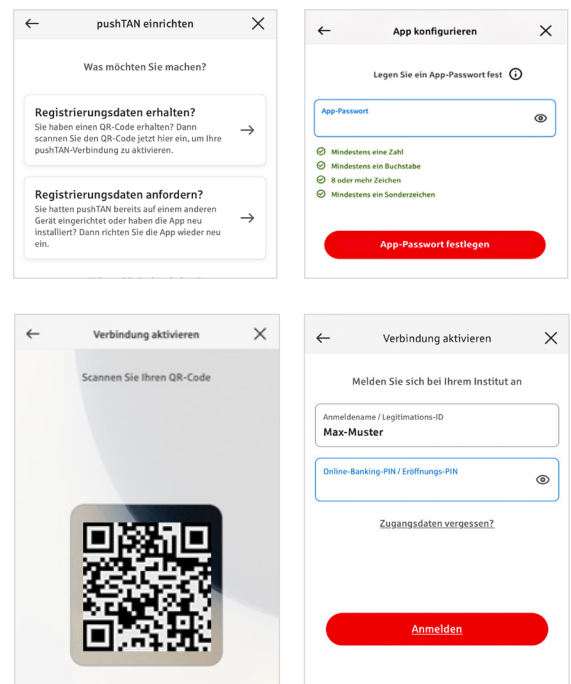 pushTAN einrichten
Was möchten Sie machen?
Registrierungsdaten erhalten?
Sie haben einen QR-Code erhalten? Dann
scannen Sie den QR-Code jetzt hier ein, um Ihre
pushTAN-Verbindung zu aktivieren.
Registrierungsdaten anfordern?
Sie hatten pushTAN bereits auf einem anderen
Gerät eingerichtet oder haben die App neu
installiert? Dann richten Sie die App wieder neu
ein.
App konfigurieren
Legen Sie ein App-Passwort fest
App-Passwort
Mindestens eine Zahl
Mindestens ein Buchstabe
8 oder mehr Zeichen
Mindestens ein Sonderzeichen
App-Passwort festlegen
Verbindung aktivieren
Scannen Sie Ihren QR-Code
Verbindung aktivieren
Melden Sie sich bei Ihrem Institut an
Anmeldename / Legitimations-ID
Max-Muster
Online-Banking-PIN / Eröffnungs-PIN
Zugangsdaten vergessen?
Anmelden